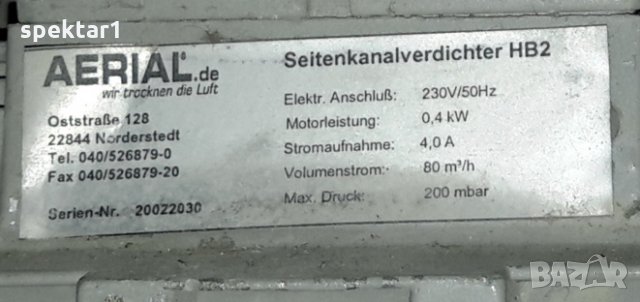 spektar1
AERIAL®.de
wir trocknen die Luft
Oststraße 128
22844 Norderstedt
Tel. 040/526879-0
Fax 040/526879-20
Serien-Nr. 20022030
Seitenkanalverdichter HB2
Elektr. Anschluß: 230V/50Hz
Motorleistung: 0,4 kW
Stromaufnahme: 4,0 A
Volumenstrom: 80 m³/h
Max. Druck: 200 mbar
BAZAR